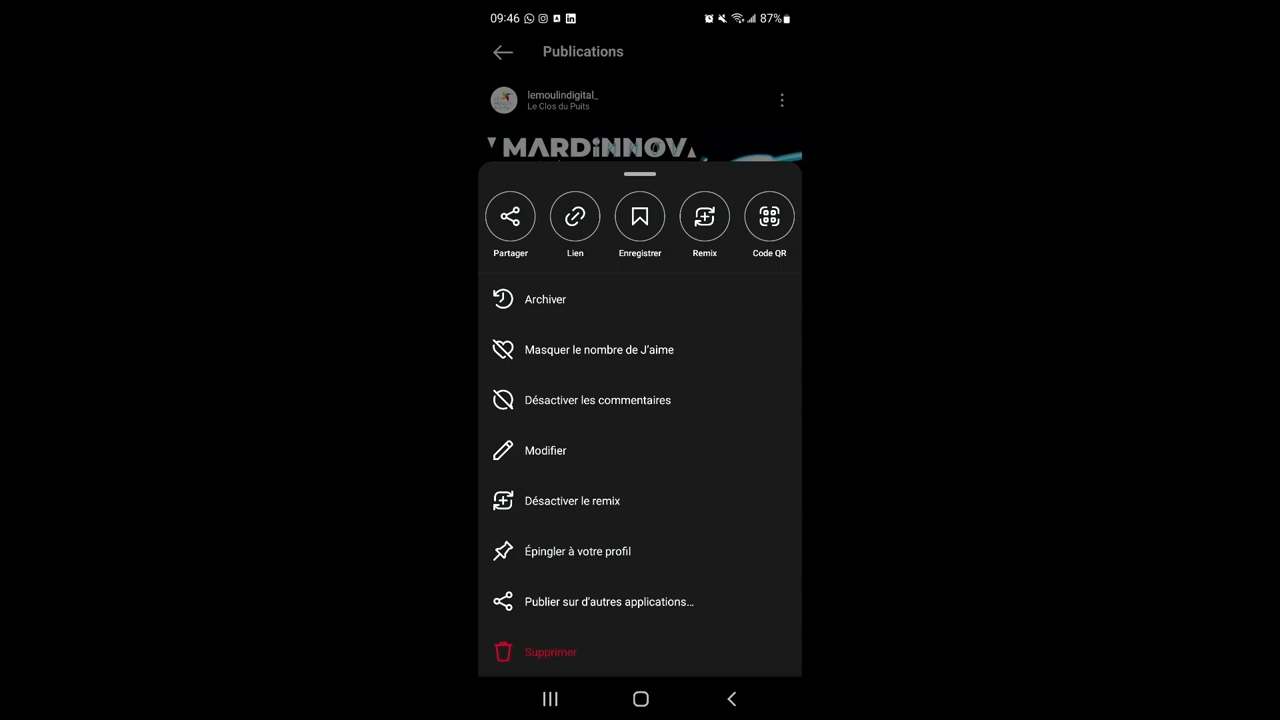 09:46 87%
Publications
lemoulindigital_
Le Clos du Puits
MARDiNNOV
Partager Lien Enregistrer Remix Code QR
Archiver
Masquer le nombre de J'aime
Désactiver les commentaires
Modifier
Désactiver le remix
Épingler à votre profil
Publier sur d'autres applications...
Supprimer